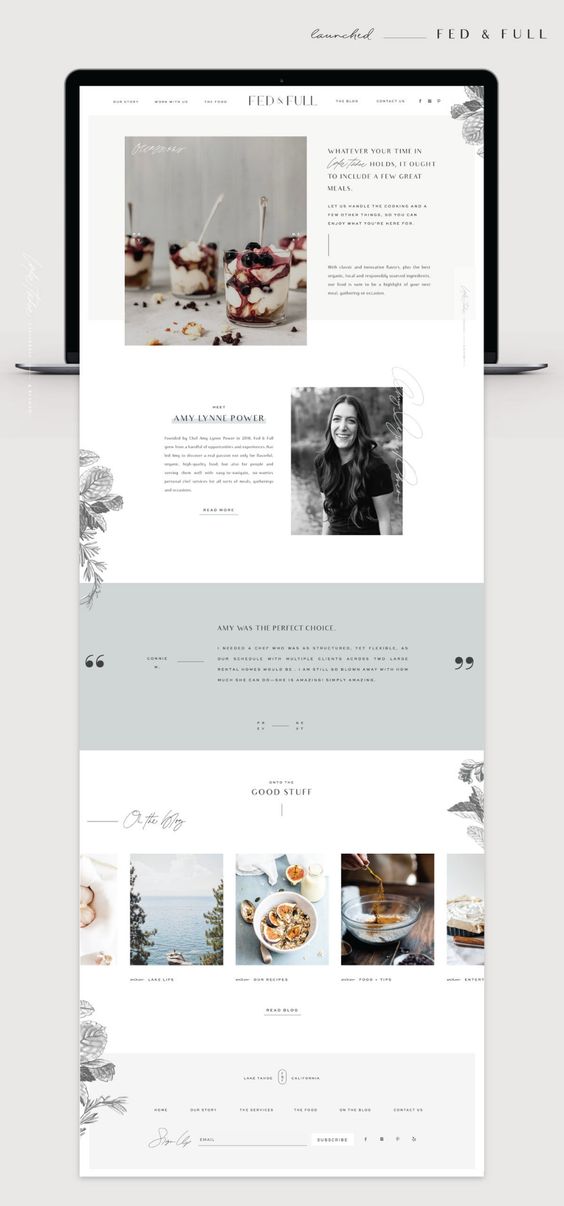 launched FED & FULL
OUR STORY WORK WITH US THE FOOD FED & FULL THE BLOG CONTACT US
WHATEVER YOUR TIME IN
Lake Tahoe HOLDS, IT OUGHT
TO INCLUDE A FEW GREAT
MEALS.
LET US HANDLE THE COOKING AND A
FEW OTHER THINGS, SO YOU CAN
ENJOY WHAT YOU'RE HERE FOR.
With classic and innovative flavors, plus the best
organic, local and responsibly sourced ingredients,
our food is sure to be a highlight of your next
meal, gathering or occasion.
MEET
AMY LYNNE POWER
Founded by Chef Amy Lynne Power in 2016, Fed & Full
grew from a handful of opportunities and experiences that
led Amy to discover a real passion not only for flavorful,
organic, high-quality food, but also for people and
serving them well with easy-to-navigate, no-worries
personal chef services for all sorts of meals, gatherings
and occasions.
READ MORE
AMY WAS THE PERFECT CHOICE.
CONNIE
W.
I NEEDED A CHEF WHO WAS AS STRUCTURED, YET FLEXIBLE, AS
OUR SCHEDULE WITH MULTIPLE CLIENTS ACROSS TWO LARGE
RENTAL HOMES WOULD BE. I AM STILL SO BLOWN AWAY WITH HOW
MUCH SHE CAN DO—SHE IS AMAZING! SIMPLY AMAZING.
PREV NEXT
ONTO THE
GOOD STUFF
On the blog
LAKE LIFE
OUR RECIPES
FOOD + TIPS
READ BLOG
LAKE TAHOE CALIFORNIA
HOME OUR STORY THE SERVICES THE FOOD ON THE BLOG CONTACT US
Sign Up EMAIL SUBSCRIBE